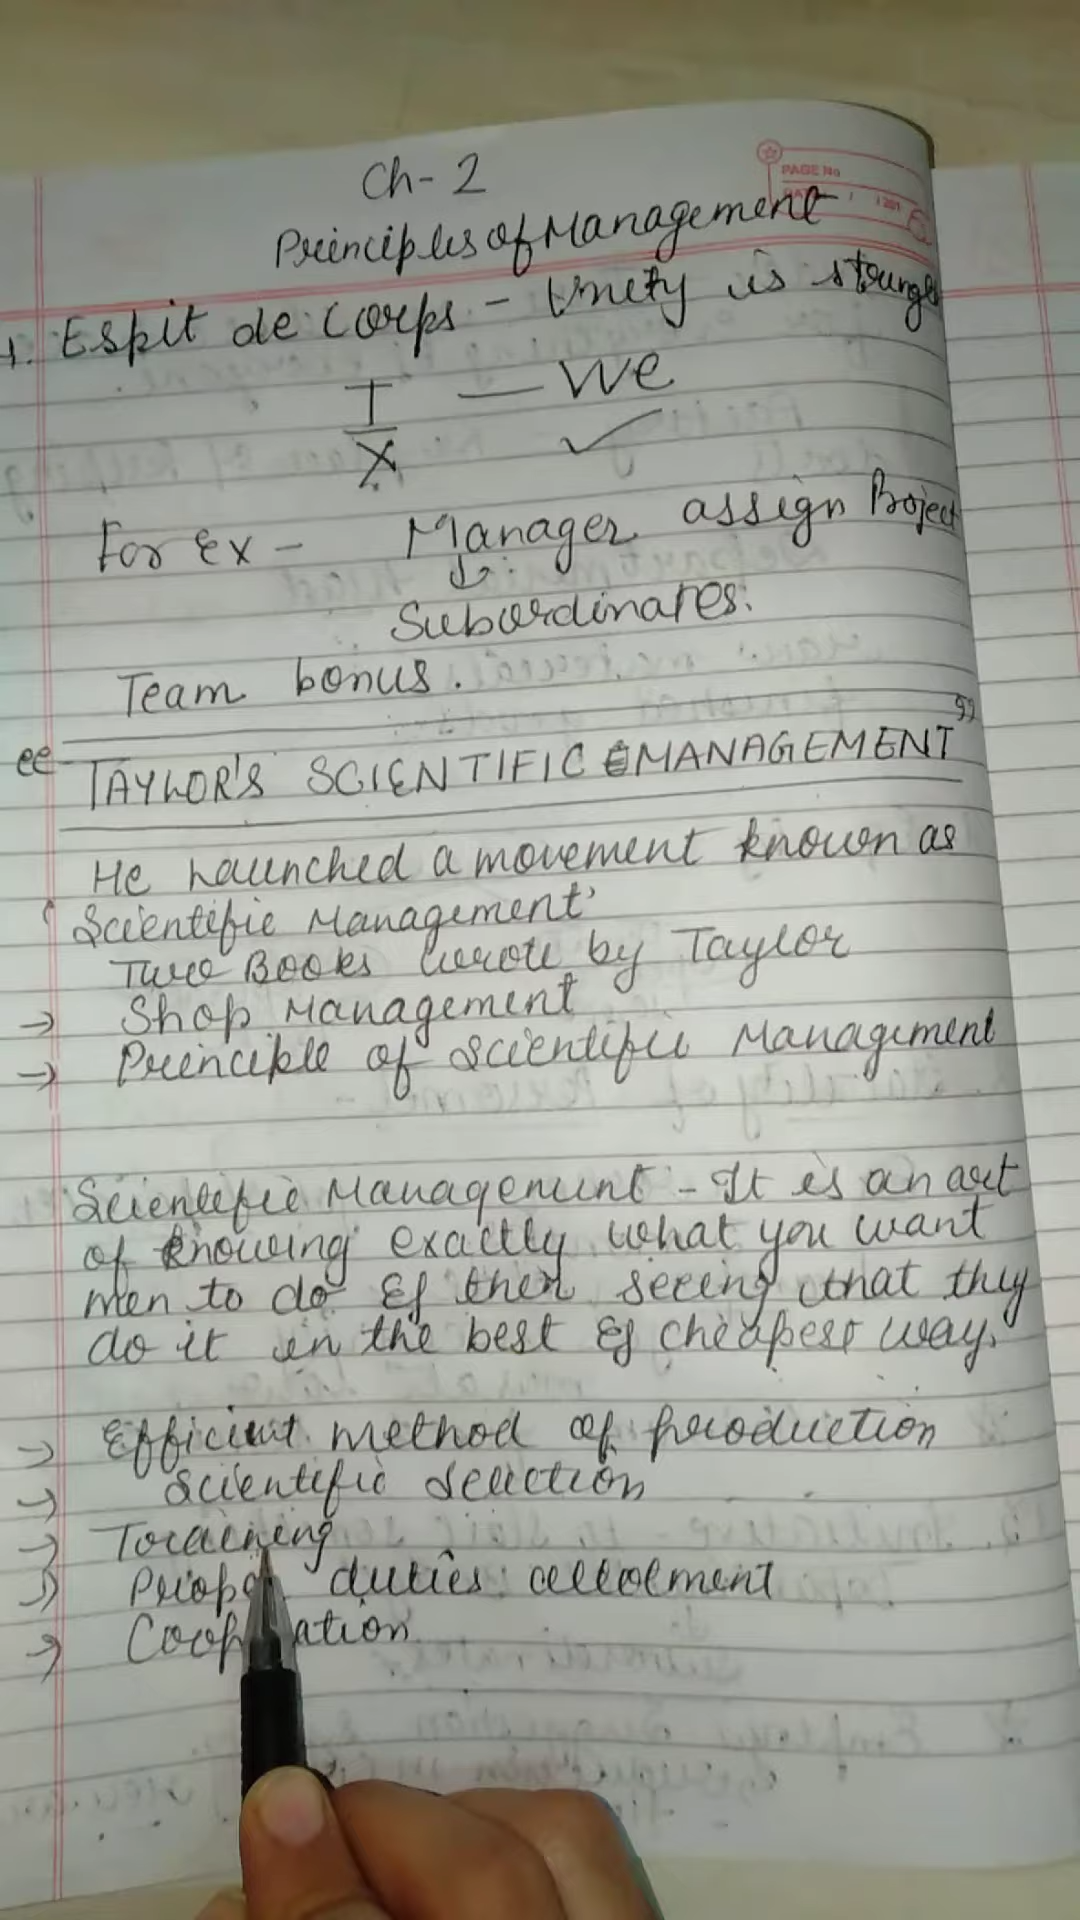 Ch-2
PAGE No
Principles of Management
1. Espit de Corps - Unity is strength
I — We
X ✓
For Ex - Manager assign Project
↓
Subordinates.
Team bonus.
"TAYLOR'S SCIENTIFIC MANAGEMENT"
He launched a movement known as
'Scientific Management'
Two Books wrote by Taylor
→ Shop Management
→ Principle of Scientific Management
Scientific Management - It is an art
of knowing exactly what you want
men to do & then seeing that they
do it in the best & cheapest way.
→ Efficient method of production
→ Scientific Selection
→ Training
→ Proper duties allotment
→ Cooperation